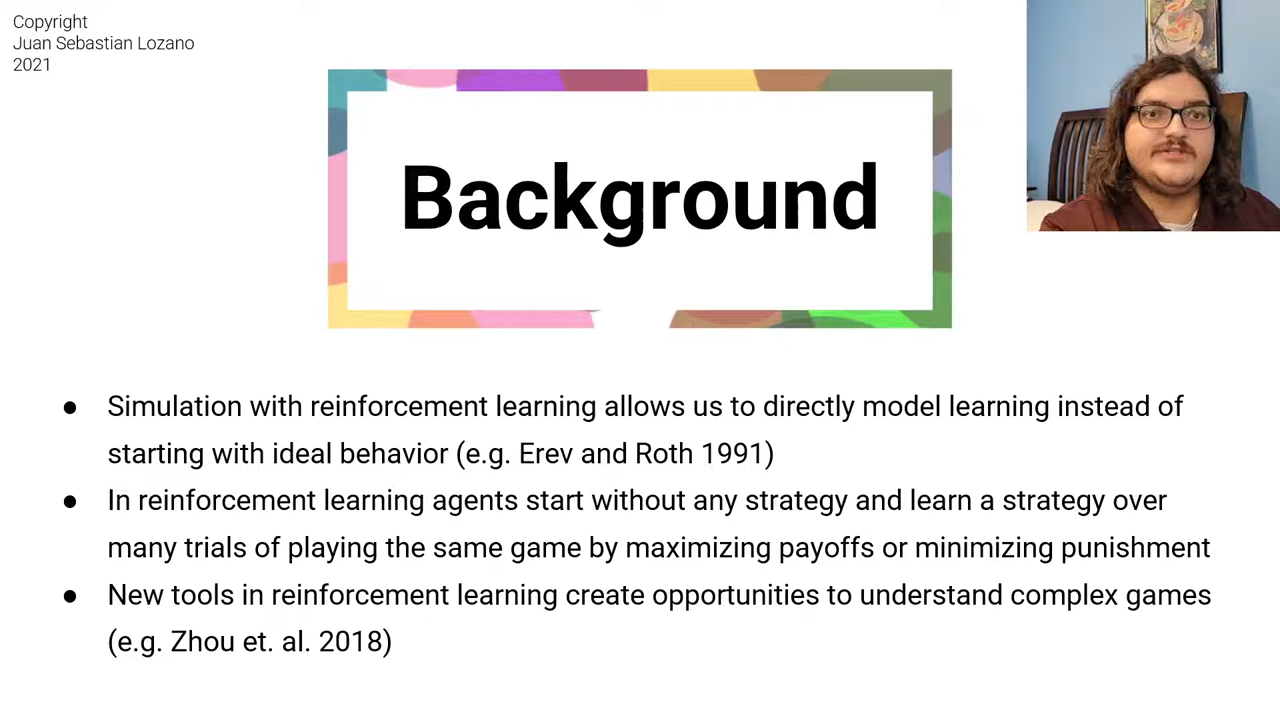 Copyright
Juan Sebastian Lozano
2021
Background
● Simulation with reinforcement learning allows us to directly model learning instead of
starting with ideal behavior (e.g. Erev and Roth 1991)
● In reinforcement learning agents start without any strategy and learn a strategy over
many trials of playing the same game by maximizing payoffs or minimizing punishment
● New tools in reinforcement learning create opportunities to understand complex games
(e.g. Zhou et. al. 2018)